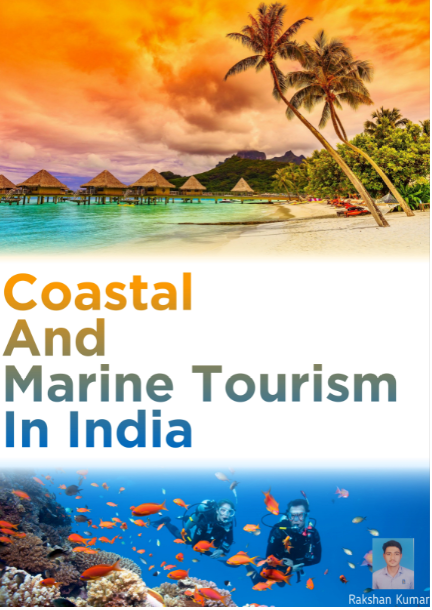 Coastal
And
Marine Tourism
In India
Rakshan Kumar